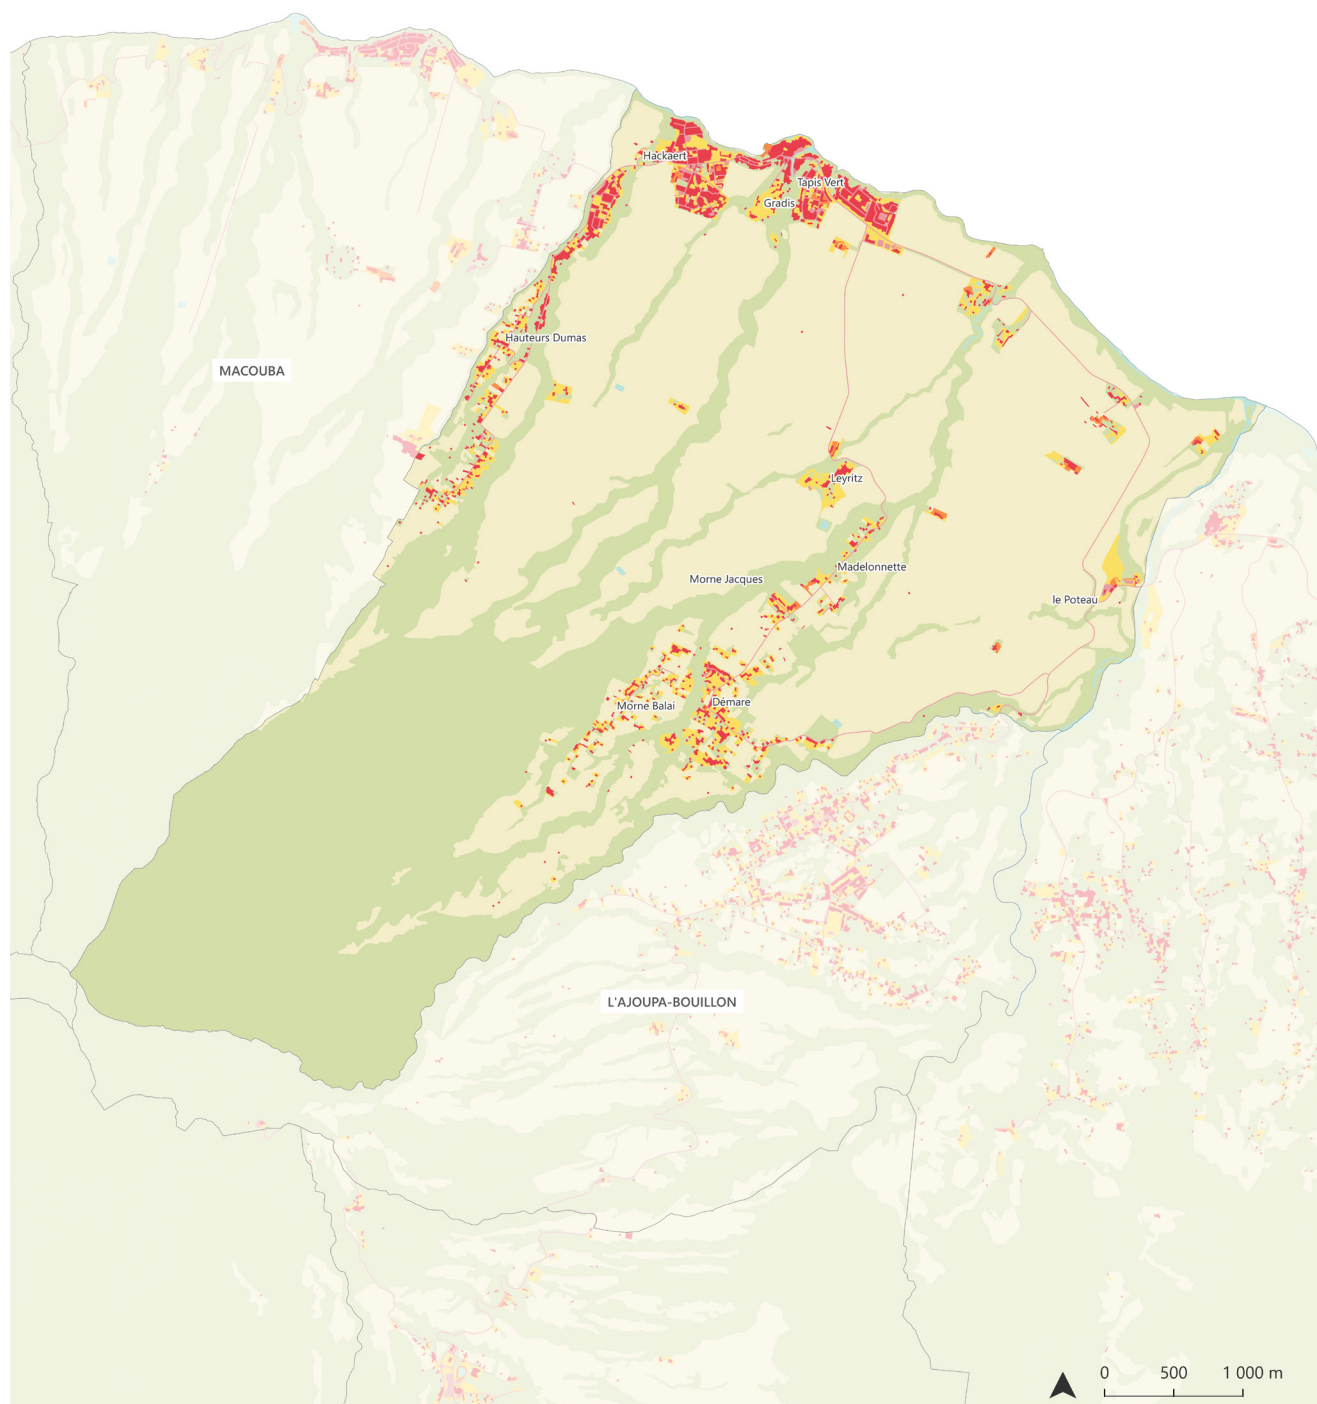 Hackaert
Tapis Vert
Gradis
Hauteurs Dumas
MACOUBA
Leyritz
Madelonnette
Morne Jacques
le Poteau
Morne Balai
Démare
L'AJOUPA-BOUILLON
0 500 1 000 m